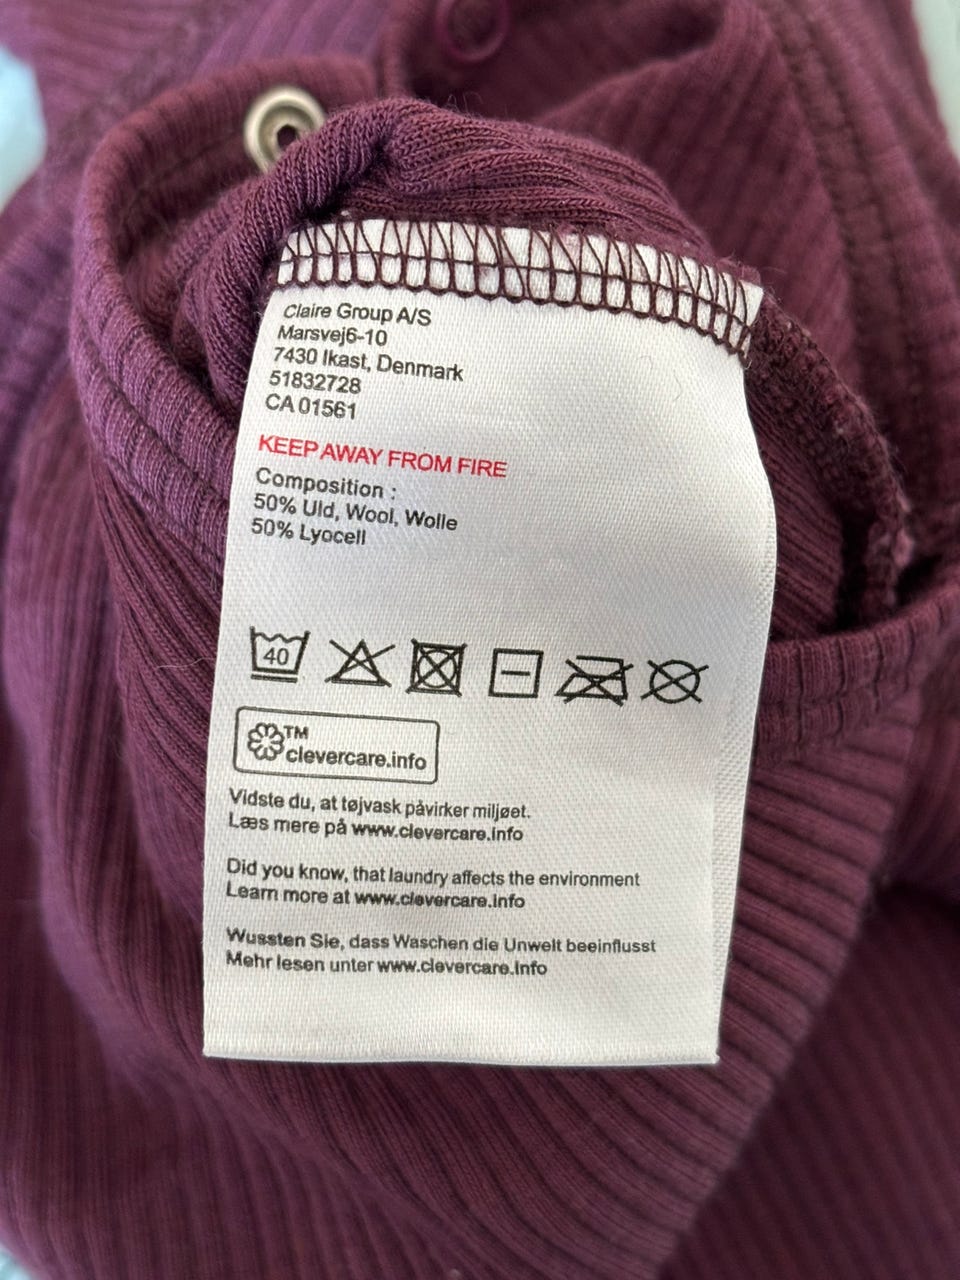 Claire Group A/S
Marsvej6-10
7430 Ikast, Denmark
51832728
CA 01561
KEEP AWAY FROM FIRE
Composition :
50% Uld, Wool, Wolle
50% Lyocell
40
TM
clevercare.info
Vidste du, at tøjvask påvirker miljøet.
Læs mere på www.clevercare.info
Did you know, that laundry affects the environment
Learn more at www.clevercare.info
Wussten Sie, dass Waschen die Unwelt beeinflusst
Mehr lesen unter www.clevercare.info